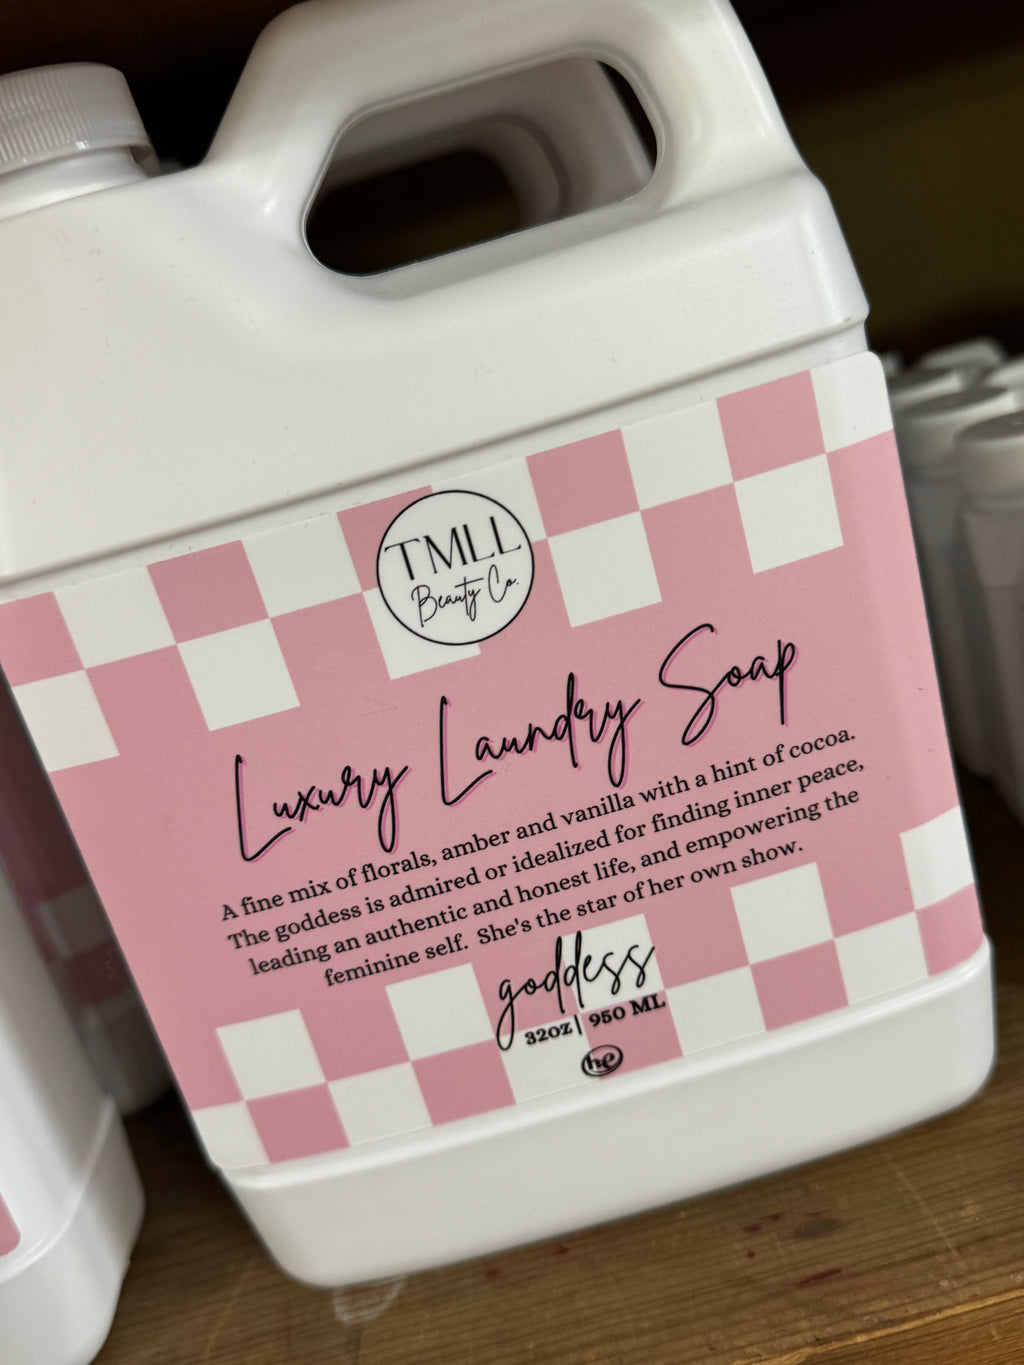 TMLL
Beauty Co.
Luxury Laundry Soap
A fine mix of florals, amber and vanilla with a hint of cocoa.
The goddess is admired or idealized for finding inner peace,
leading an authentic and honest life, and empowering the
feminine self. She's the star of her own show.
goddess
32oz| 950 ML
he